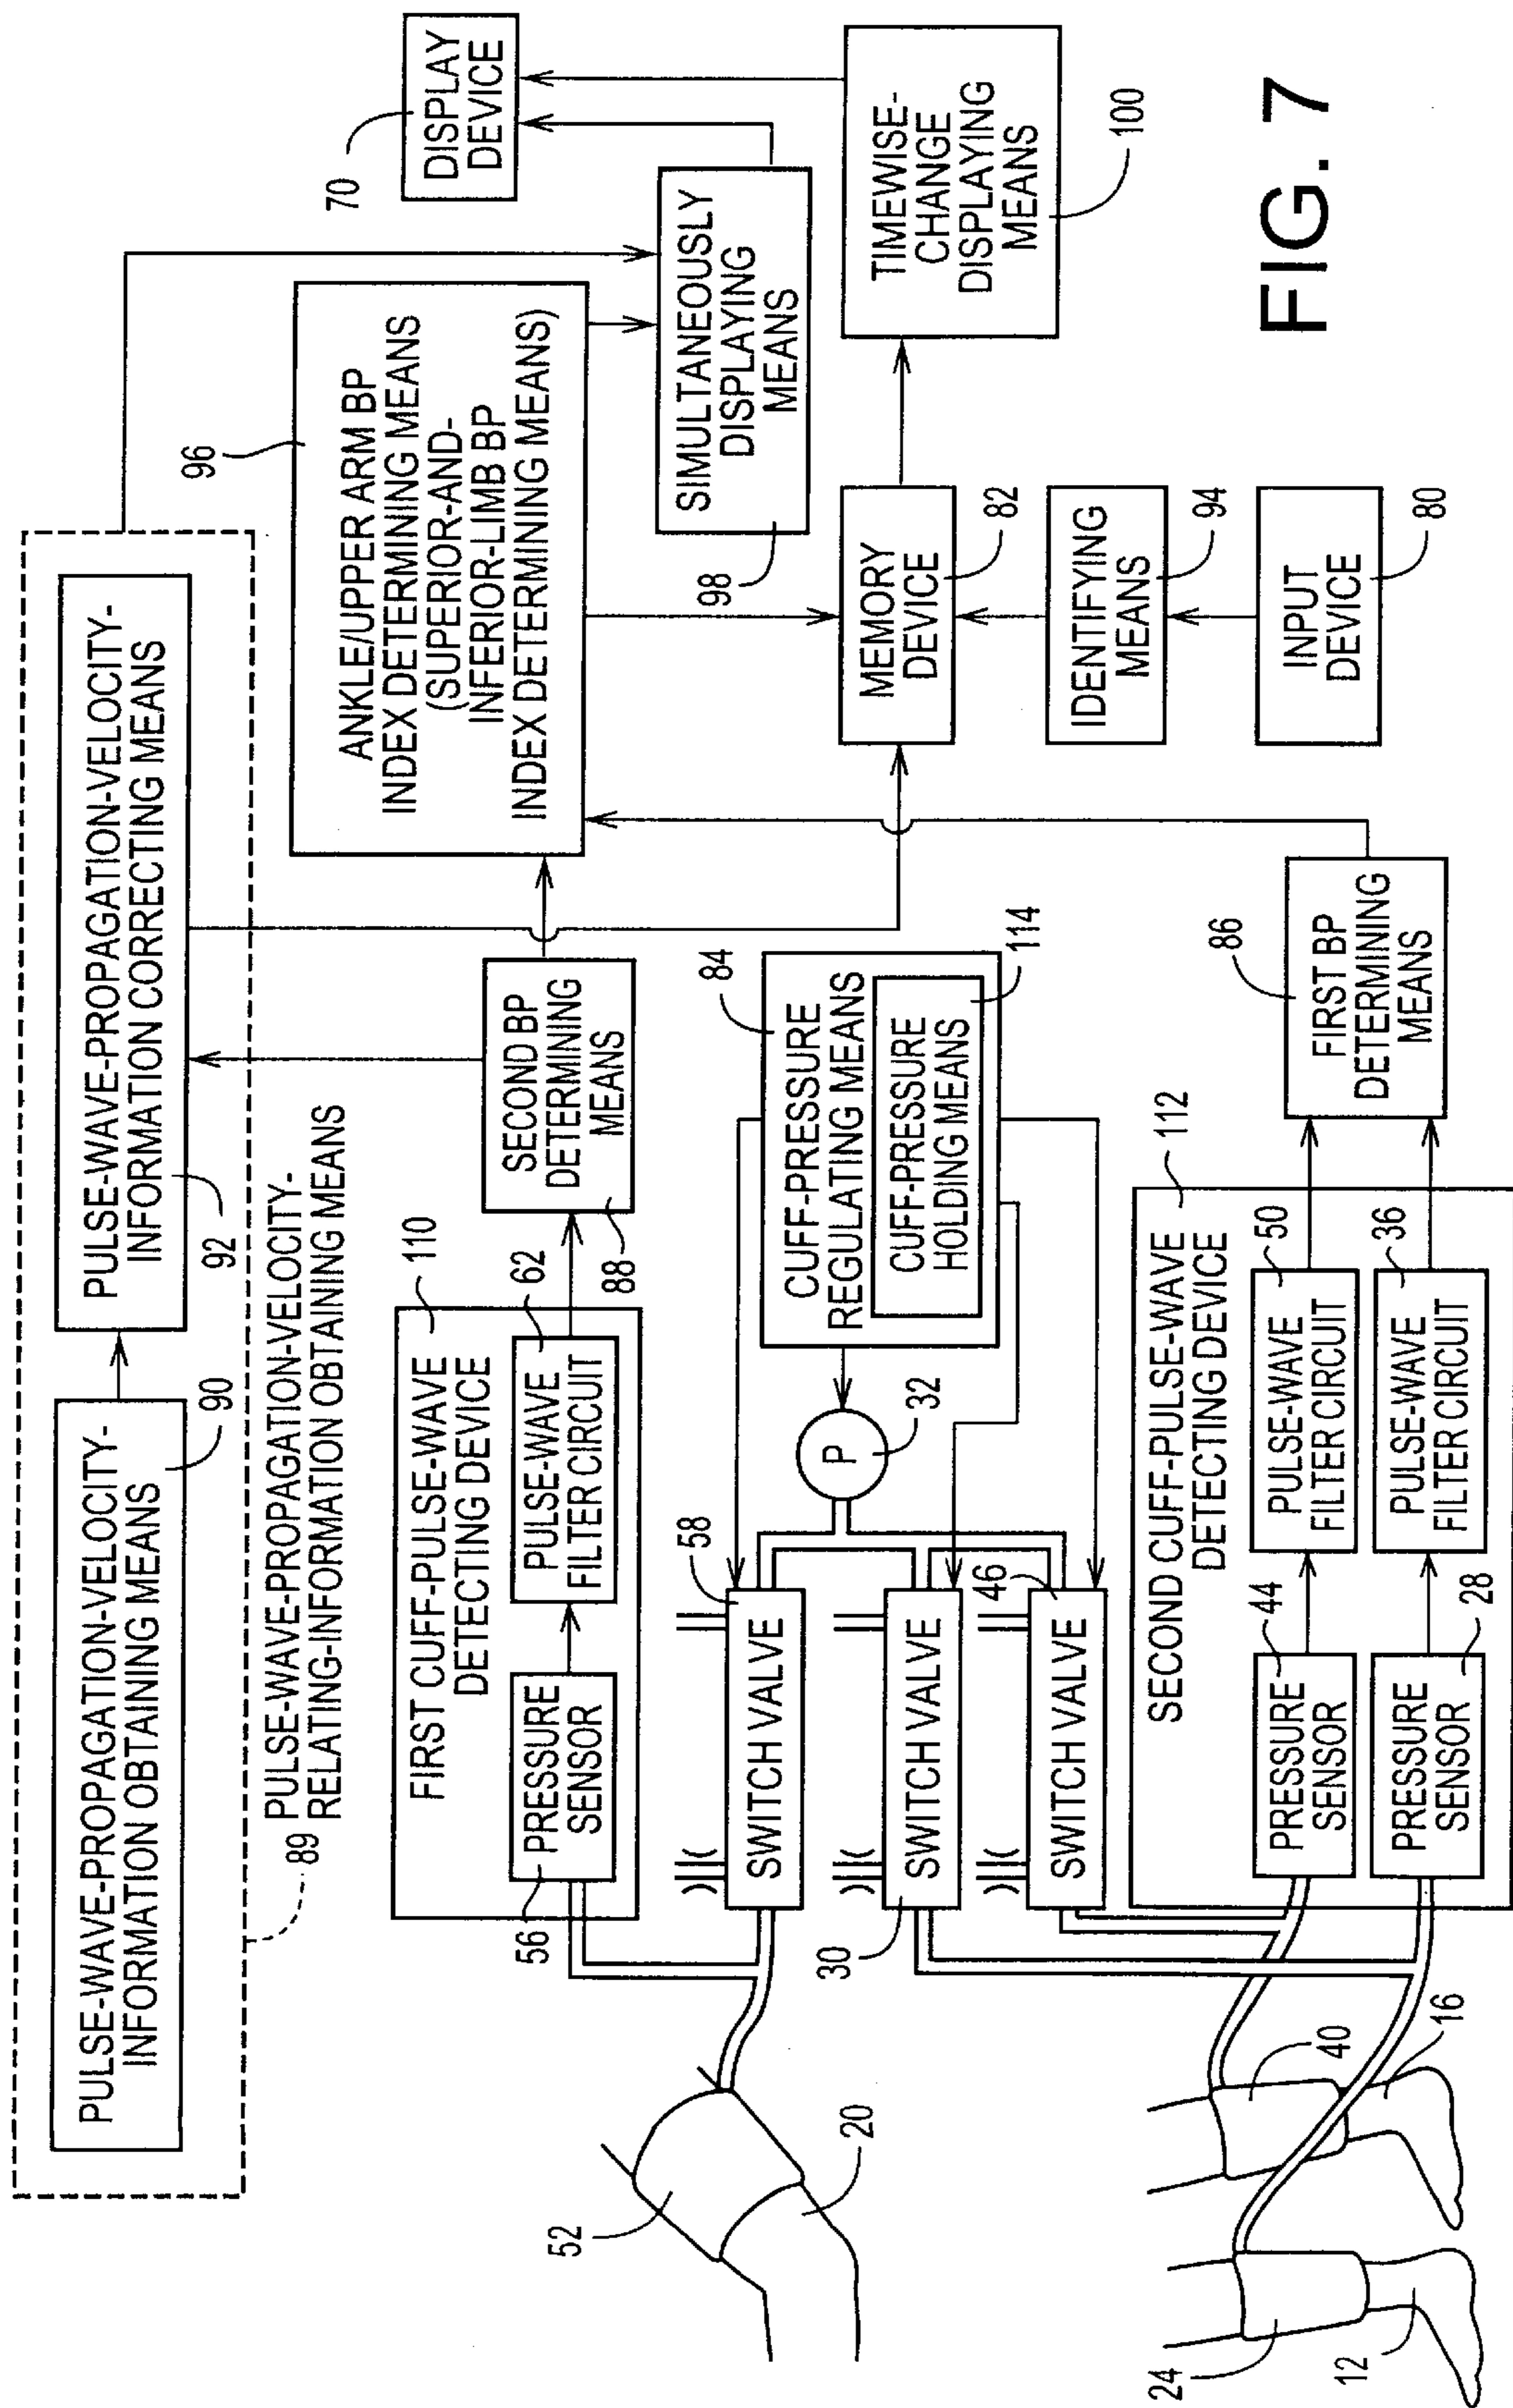 PULSE-WAVE-PROPAGATION-VELOCITY-
INFORMATION OBTAINING MEANS
90
PULSE-WAVE-PROPAGATION-VELOCITY-
INFORMATION CORRECTING MEANS
92
89
PULSE-WAVE-PROPAGATION-VELOCITY-
RELATING-INFORMATION OBTAINING MEANS
96
ANKLE/UPPER ARM BP
INDEX DETERMINING MEANS
(SUPERIOR-AND-
INFERIOR-LIMB BP
INDEX DETERMINING MEANS)
70
DISPLAY
DEVICE
FIRST CUFF-PULSE-WAVE
DETECTING DEVICE
110
PRESSURE
SENSOR
56
PULSE-WAVE
FILTER CIRCUIT
62
SECOND BP
DETERMINING
MEANS
88
SIMULTANEOUSLY
DISPLAYING
MEANS
98
52
20
SWITCH VALVE
58
SWITCH VALVE
30
SWITCH VALVE
46
P
32
CUFF-PRESSURE
REGULATING MEANS
84
CUFF-PRESSURE
HOLDING MEANS
114
MEMORY
DEVICE
82
TIMEWISE-
CHANGE
DISPLAYING
MEANS
100
IDENTIFYING
MEANS
94
INPUT
DEVICE
80
SECOND CUFF-PULSE-WAVE
DETECTING DEVICE
112
PRESSURE
SENSOR
44
PULSE-WAVE
FILTER CIRCUIT
50
PRESSURE
SENSOR
28
PULSE-WAVE
FILTER CIRCUIT
36
86
FIRST BP
DETERMINING
MEANS
24
12
40
16
FIG. 7